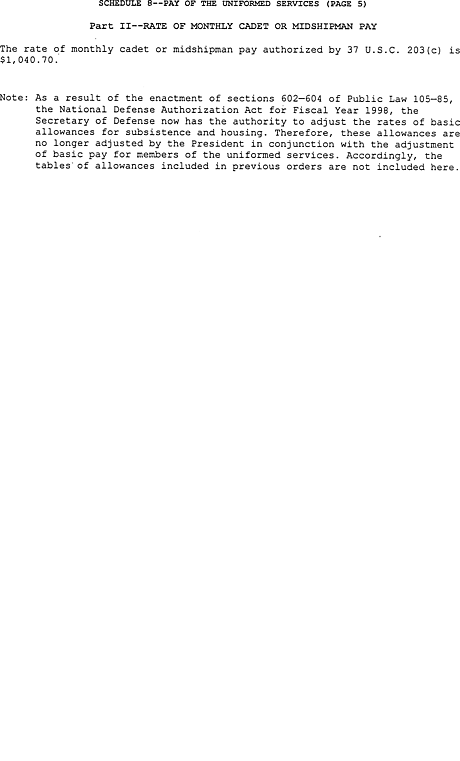 SCHEDULE 8--PAY OF THE UNIFORMED SERVICES (PAGE 5)
Part II--RATE OF MONTHLY CADET OR MIDSHIPMAN PAY
The rate of monthly cadet or midshipman pay authorized by 37 U.S.C. 203(c) is
$1,040.70.
Note: As a result of the enactment of sections 602—604 of Public Law 105—85,
the National Defense Authorization Act for Fiscal Year 1998, the
Secretary of Defense now has the authority to adjust the rates of basic
allowances for subsistence and housing. Therefore, these allowances are
no longer adjusted by the President in conjunction with the adjustment
of basic pay for members of the uniformed services. Accordingly, the
tables of allowances included in previous orders are not included here.